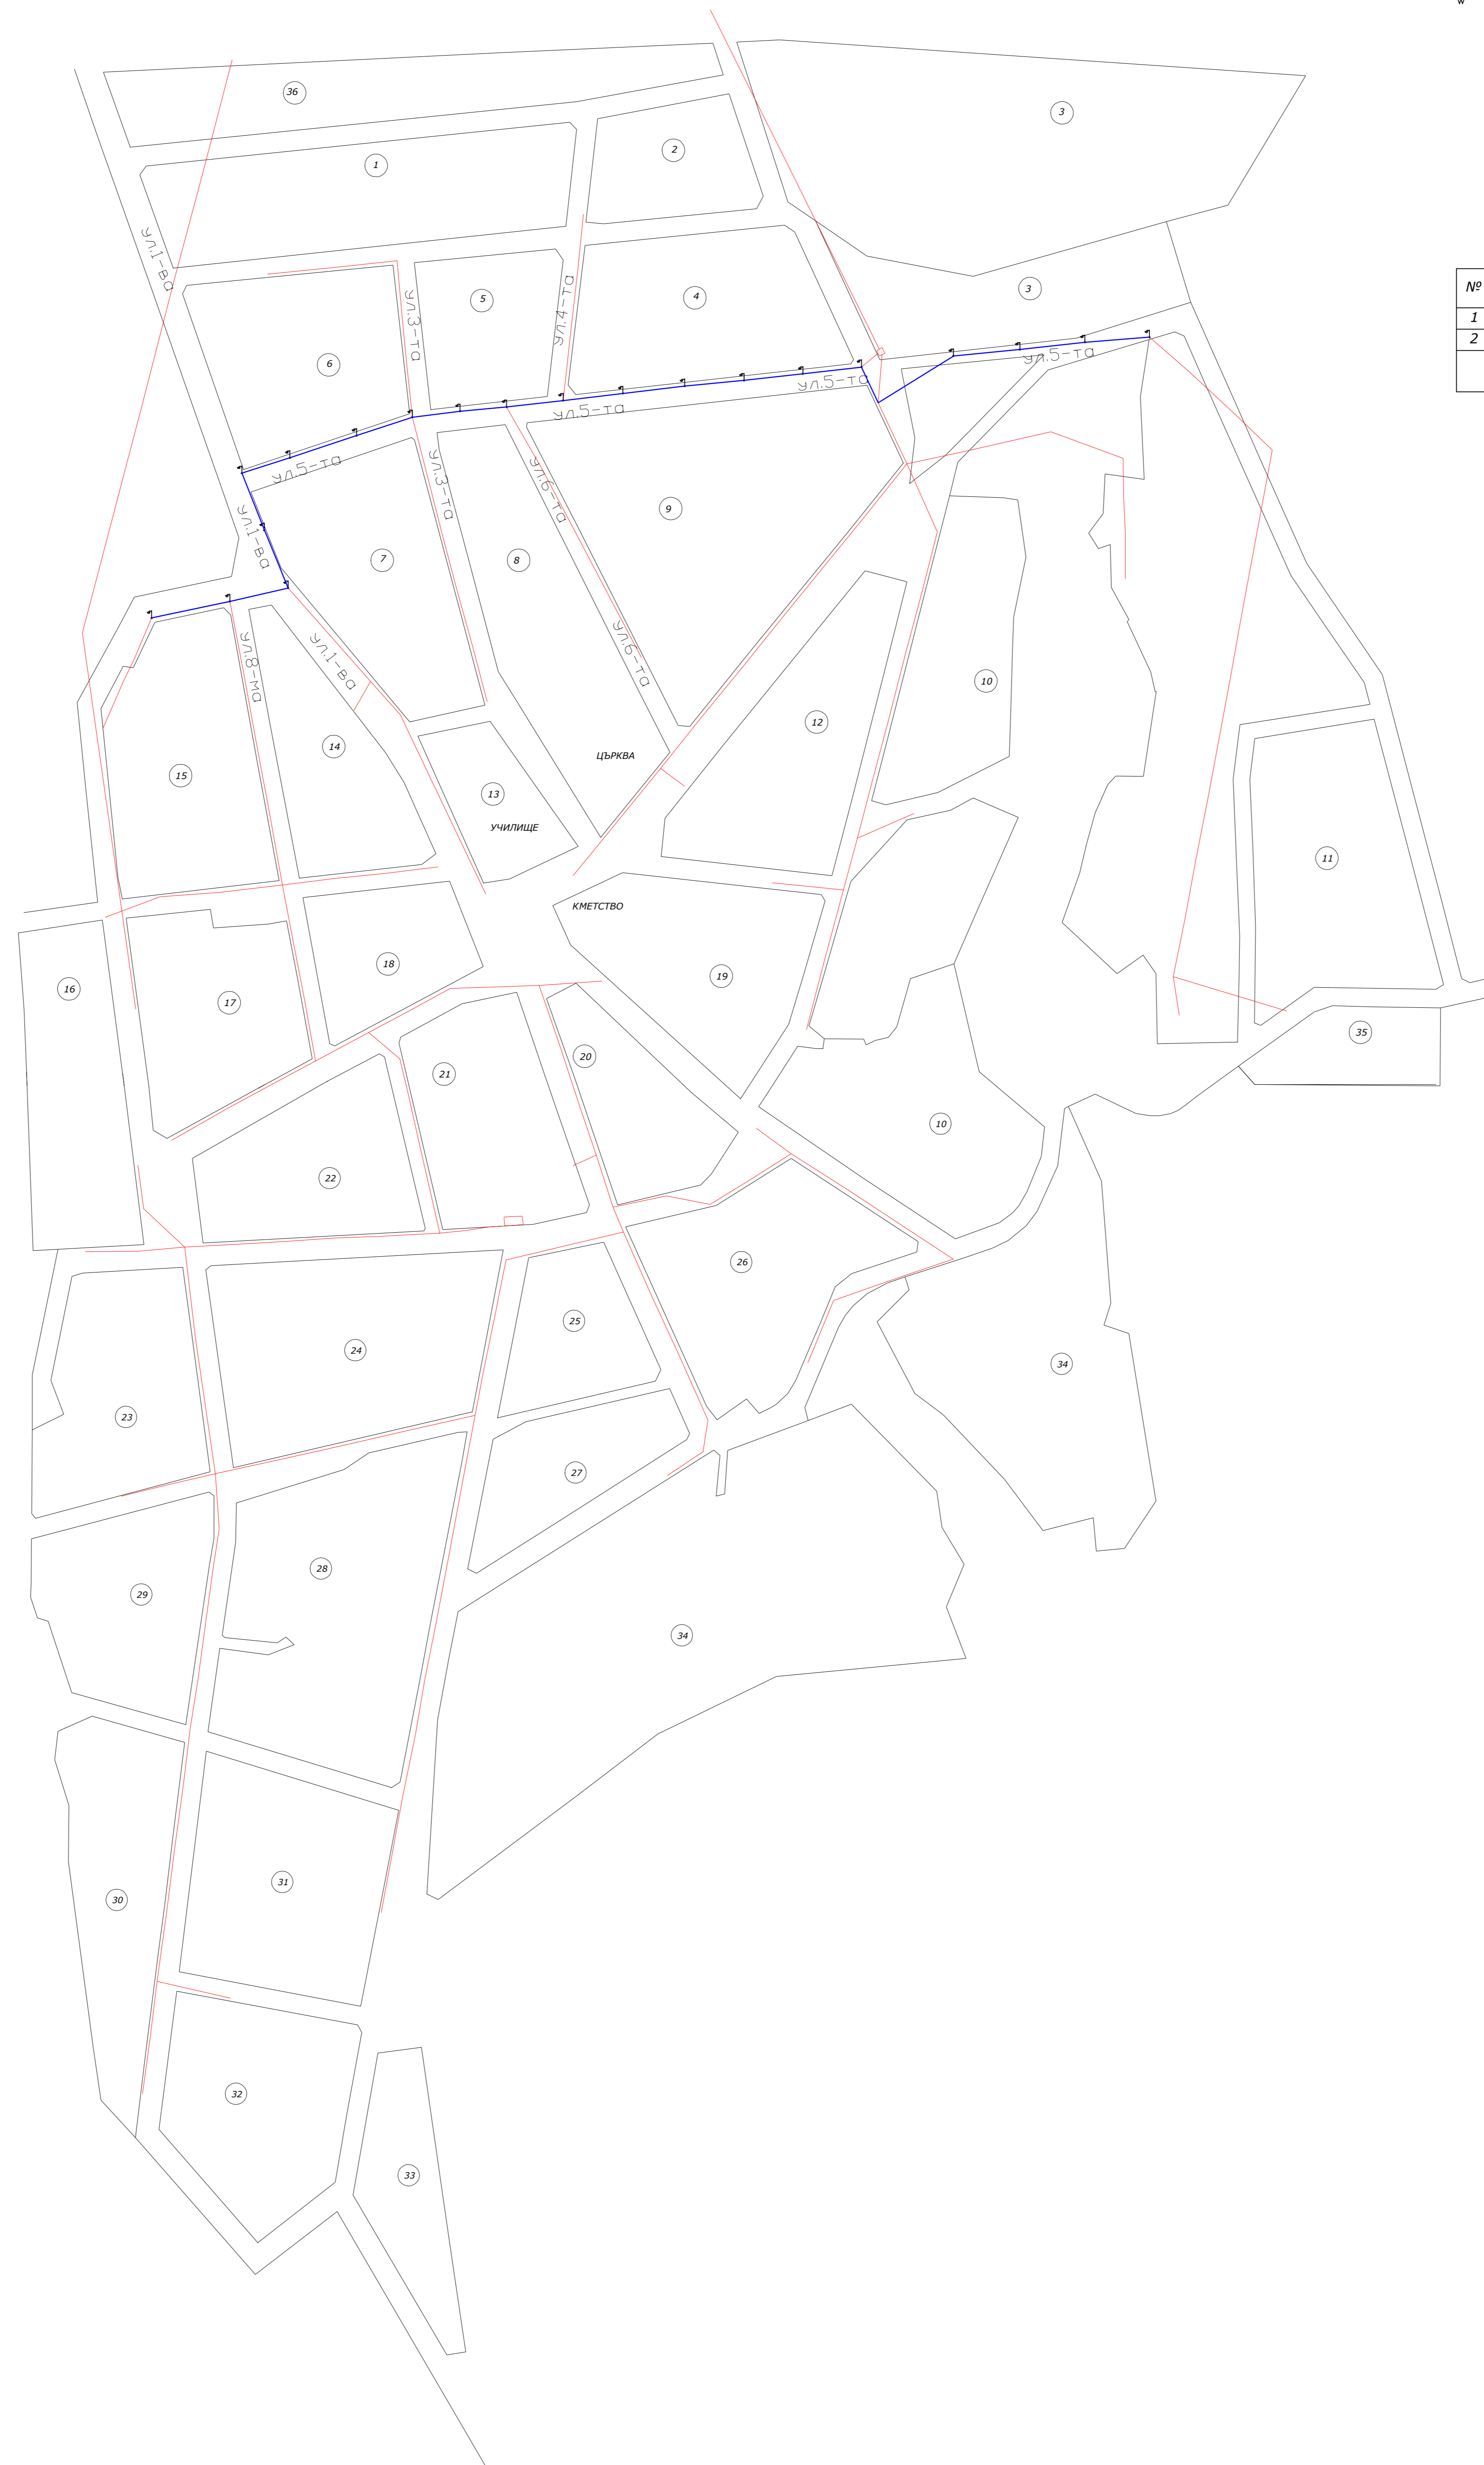 w
36
3
2
1
ул.1-ва
3
№
5
4
1
ул.3-та
ул.4-та
2
6
ул.5-та
ул.5-та
ул.5-та
ул.5-та
ул.3-та
ул.6-та
9
ул.1-ва
7
8
ул.6-та
ул.8-ма
ул.1-ва
10
12
14
ЦЪРКВА
15
13
УЧИЛИЩЕ
11
КМЕТСТВО
18
19
16
17
35
20
21
10
22
26
25
24
34
23
27
28
29
34
31
30
32
33